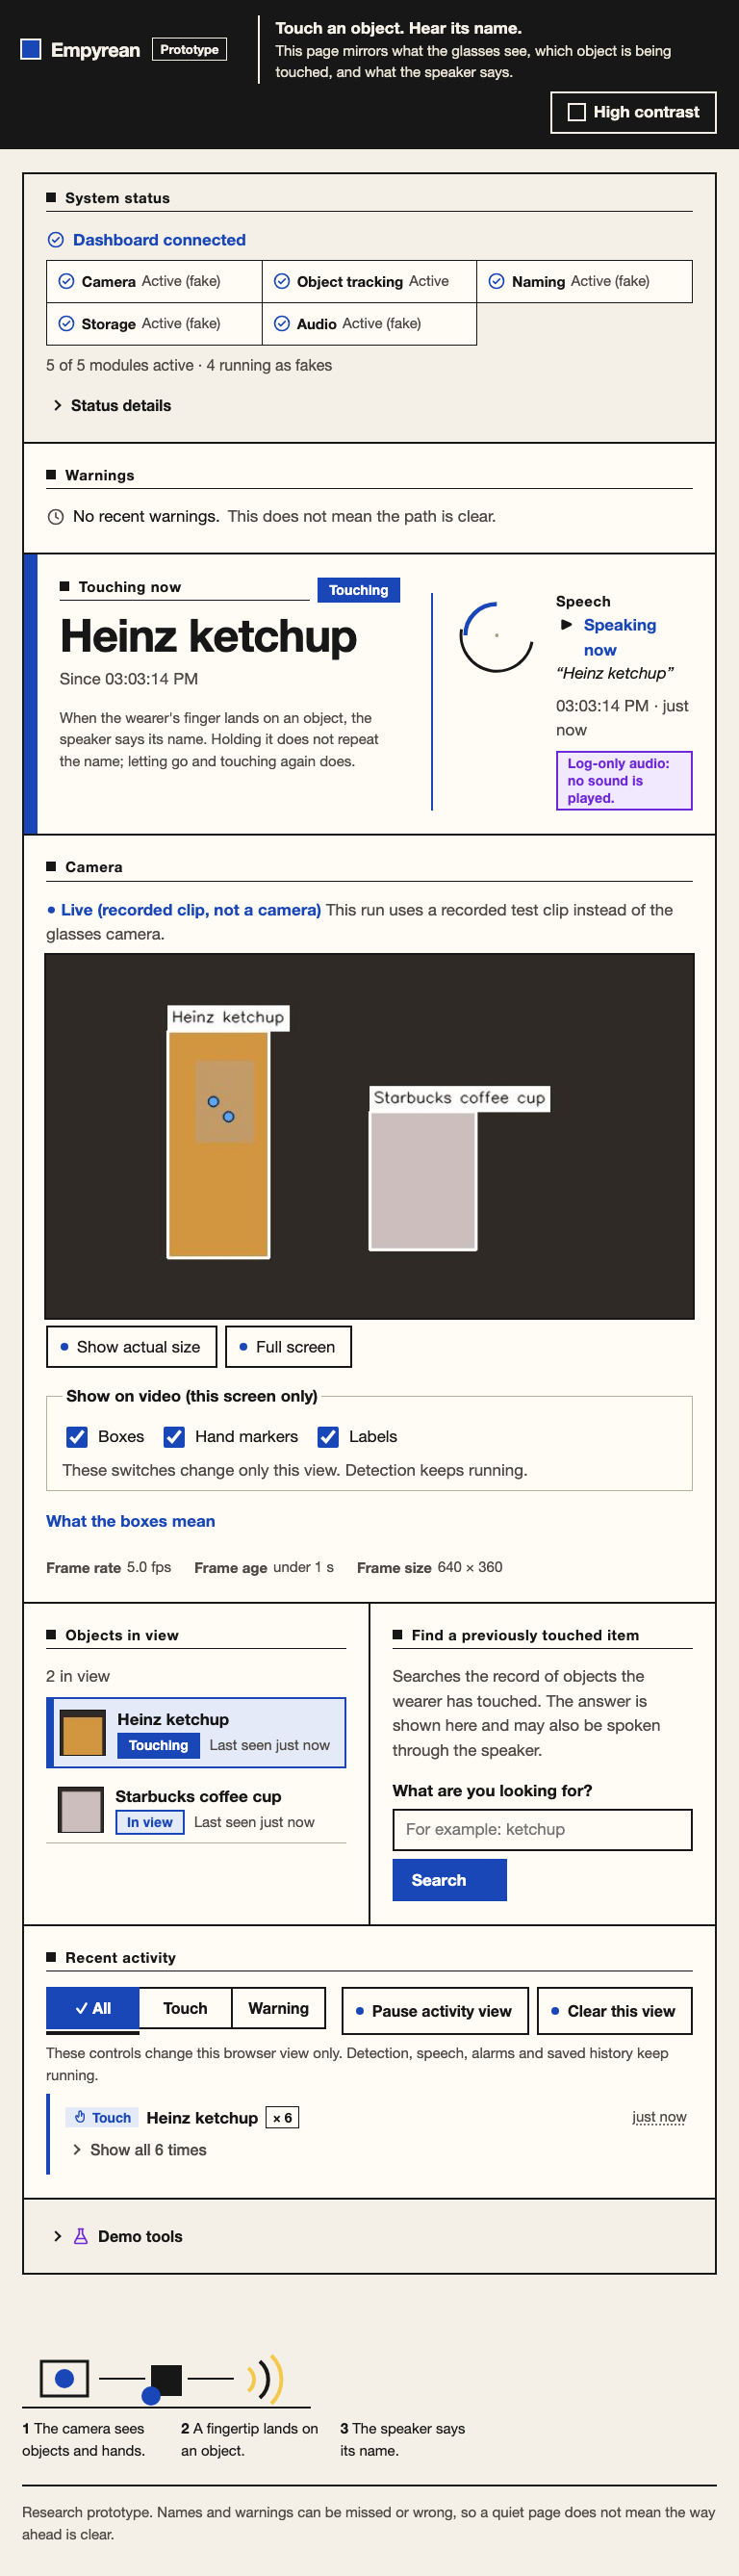 Empyrean
Prototype
Touch an object. Hear its name.
This page mirrors what the glasses see, which object is being
touched, and what the speaker says.
High contrast
System status
Dashboard connected
Camera Active (fake)
Object tracking Active
Naming Active (fake)
Storage Active (fake)
Audio Active (fake)
5 of 5 modules active · 4 running as fakes
Status details
Warnings
No recent warnings. This does not mean the path is clear.
Touching now
Touching
Heinz ketchup
Since 03:03:14 PM
When the wearer's finger lands on an object, the
speaker says its name. Holding it does not repeat
the name; letting go and touching again does.
Speech
Speaking
now
“Heinz ketchup”
03:03:14 PM · just
now
Log-only audio:
no sound is
played.
Camera
Live (recorded clip, not a camera) This run uses a recorded test clip instead of the
glasses camera.
Heinz ketchup
Starbucks coffee cup
Show actual size
Full screen
Show on video (this screen only)
Boxes
Hand markers
Labels
These switches change only this view. Detection keeps running.
What the boxes mean
Frame rate 5.0 fps
Frame age under 1 s
Frame size 640 × 360
Objects in view
2 in view
Heinz ketchup
Touching
Last seen just now
Starbucks coffee cup
In view
Last seen just now
Find a previously touched item
Searches the record of objects the
wearer has touched. The answer is
shown here and may also be spoken
through the speaker.
What are you looking for?
For example: ketchup
Search
Recent activity
All
Touch
Warning
Pause activity view
Clear this view
These controls change this browser view only. Detection, speech, alarms and saved history keep
running.
Touch
Heinz ketchup
× 6
just now
Show all 6 times
Demo tools
1 The camera sees
objects and hands.
2 A fingertip lands on
an object.
3 The speaker says
its name.
Research prototype. Names and warnings can be missed or wrong, so a quiet page does not mean the way
ahead is clear.